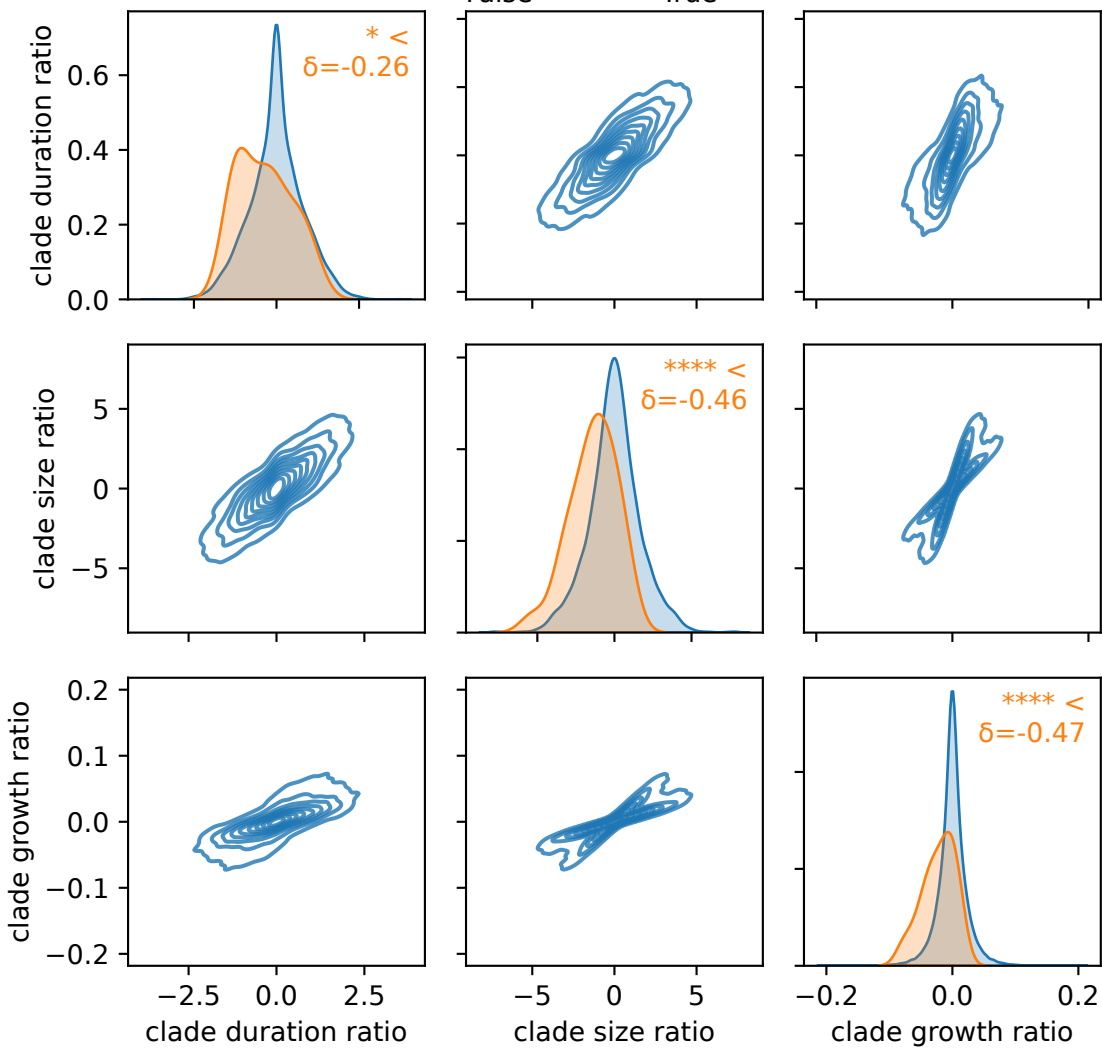 * <
δ=-0.26
clade duration ratio
0.6
0.4
0.2
0.0
**** <
δ=-0.46
clade size ratio
5
0
−5
**** <
δ=-0.47
clade growth ratio
0.2
0.1
0.0
−0.1
−0.2
−2.5 0.0 2.5
−5 0 5
−0.2 0.0 0.2
clade duration ratio
clade size ratio
clade growth ratio